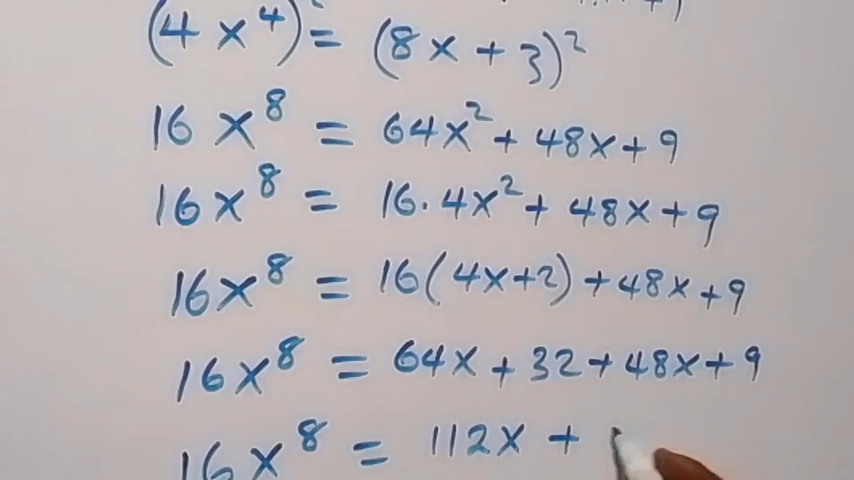 (4x⁴)² = (8x + 3)²
16x⁸ = 64x² + 48x + 9
16x⁸ = 16·4x² + 48x + 9
16x⁸ = 16(4x+2) + 48x + 9
16x⁸ = 64x + 32 + 48x + 9
16x⁸ = 112x +